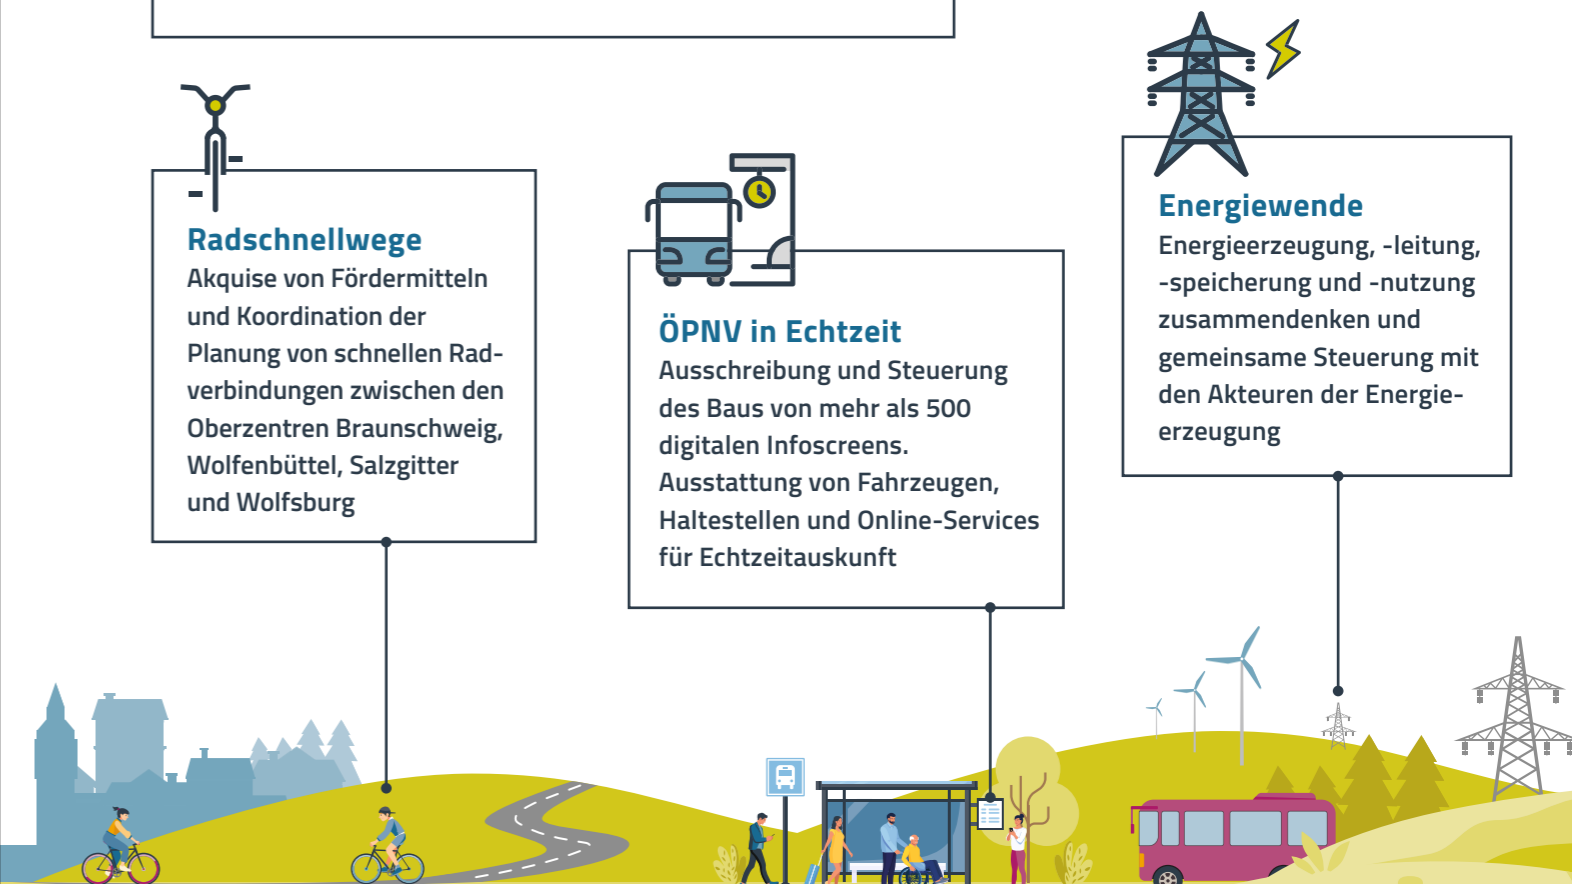 Radschnellwege
Akquise von Fördermitteln
und Koordination der
Planung von schnellen Rad-
verbindungen zwischen den
Oberzentren Braunschweig,
Wolfenbüttel, Salzgitter
und Wolfsburg
ÖPNV in Echtzeit
Ausschreibung und Steuerung
des Baus von mehr als 500
digitalen Infoscreens.
Ausstattung von Fahrzeugen,
Haltestellen und Online-Services
für Echtzeitauskunft
Energiewende
Energieerzeugung, -leitung,
-speicherung und -nutzung
zusammendenken und
gemeinsame Steuerung mit
den Akteuren der Energie-
erzeugung